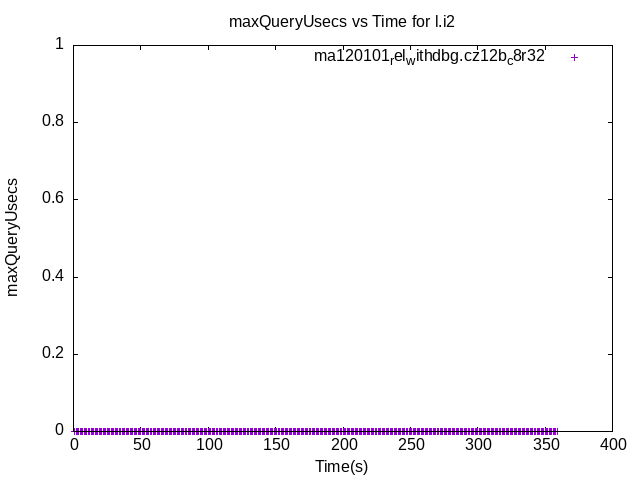 maxQueryUsecs vs Time for l.i2
ma120101_rel_withdbg.cz12b_c8r32
maxQueryUsecs
1
0.8
0.6
0.4
0.2
0
0 50 100 150 200 250 300 350 400
Time(s)